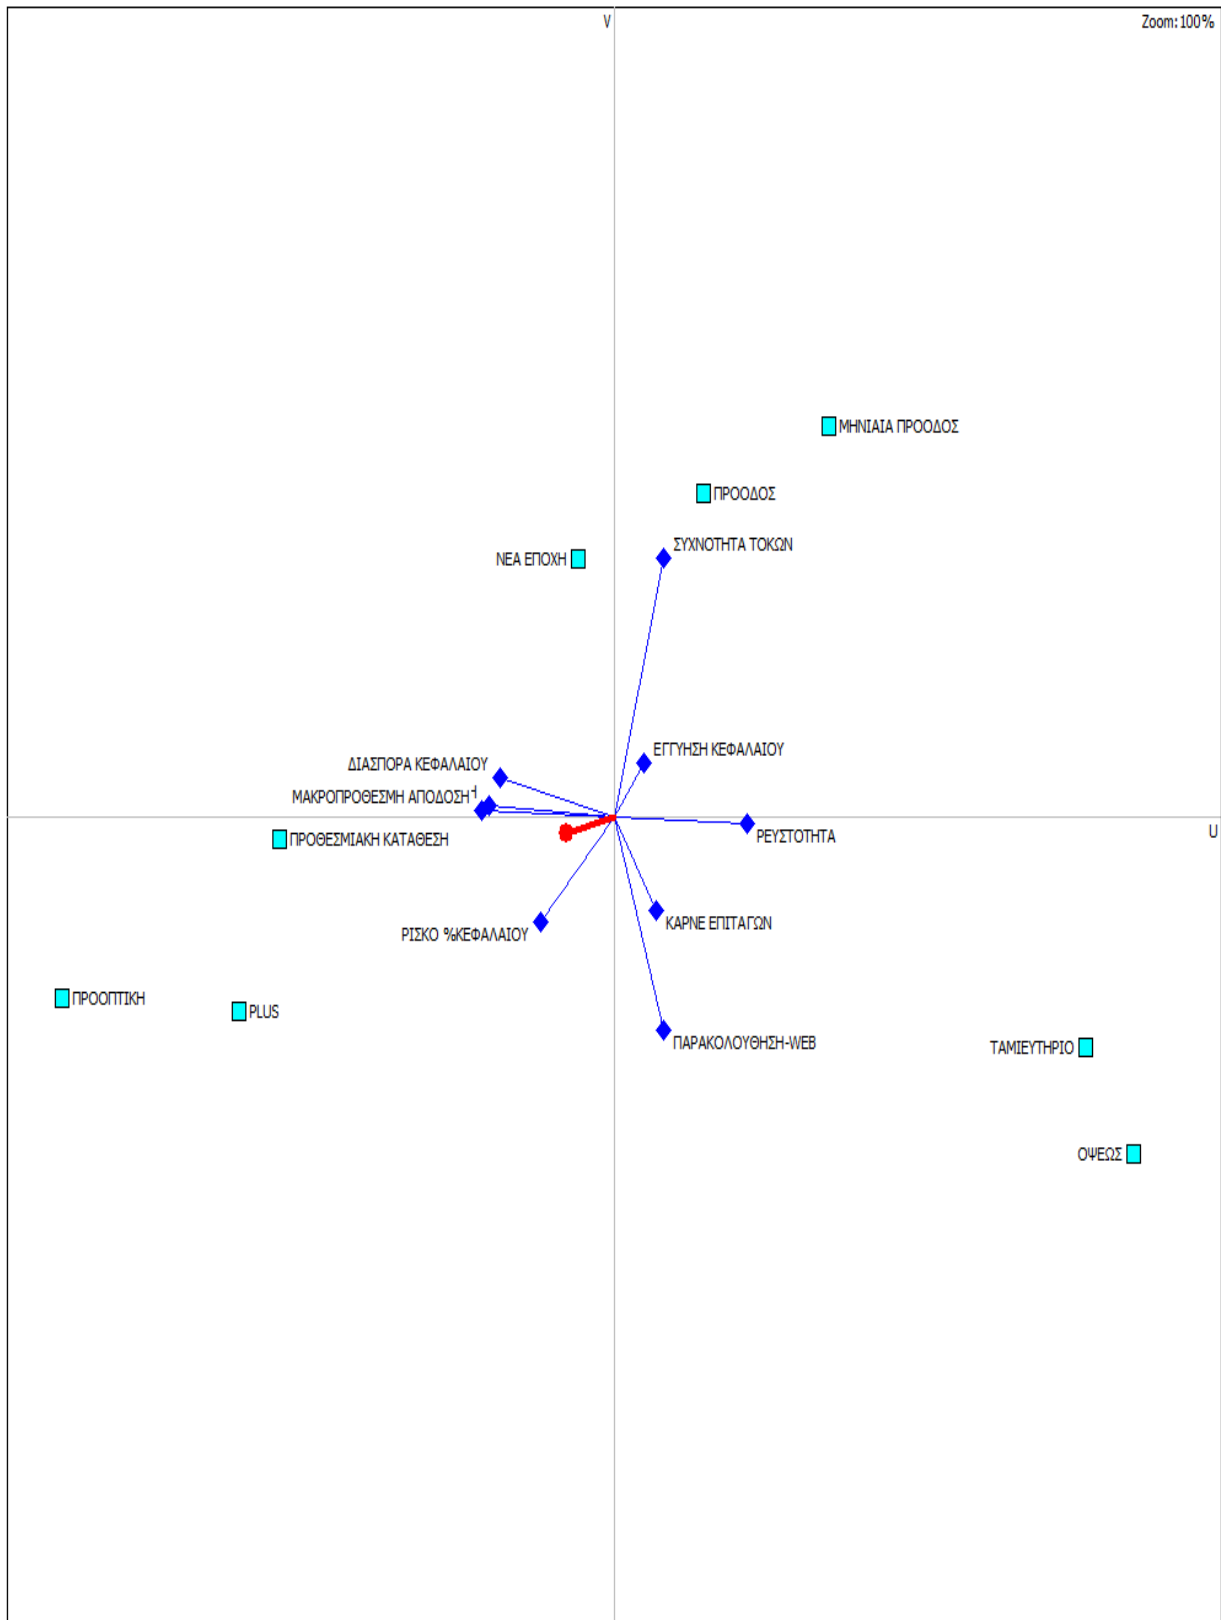 V
Zoom:100%
ΜΗΝΙΑΙΑ ΠΡΟΟΔΟΣ
ΠΡΟΟΔΟΣ
ΣΥΧΝΟΤΗΤΑ ΤΟΚΩΝ
ΝΕΑ ΕΠΟΧΗ
ΕΓΓΥΗΣΗ ΚΕΦΑΛΑΙΟΥ
ΔΙΑΣΠΟΡΑ ΚΕΦΑΛΑΙΟΥ
ΜΑΚΡΟΠΡΟΘΕΣΜΗ ΑΠΟΔΟΣΗ
U
ΡΕΥΣΤΟΤΗΤΑ
ΠΡΟΘΕΣΜΙΑΚΗ ΚΑΤΑΘΕΣΗ
ΚΑΡΝΕ ΕΠΙΤΑΓΩΝ
ΡΙΣΚΟ %ΚΕΦΑΛΑΙΟΥ
ΠΡΟΟΠΤΙΚΗ
PLUS
ΠΑΡΑΚΟΛΟΥΘΗΣΗ-WEB
ΤΑΜΙΕΥΤΗΡΙΟ
ΟΨΕΩΣ